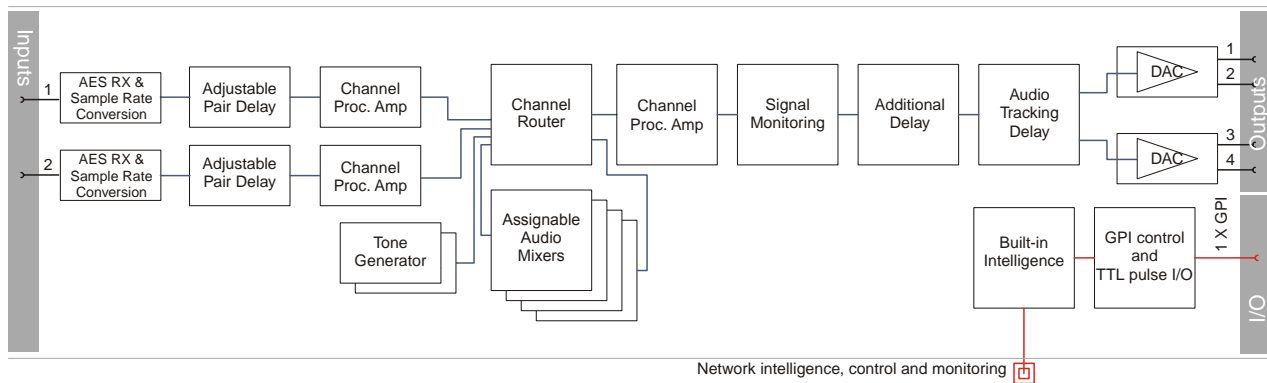 Inputs
1
AES RX &
Sample Rate
Conversion
Adjustable
Pair Delay
Channel
Proc. Amp
2
AES RX &
Sample Rate
Conversion
Adjustable
Pair Delay
Channel
Proc. Amp
Tone
Generator
Channel
Router
Assignable
Audio
Mixers
Channel
Proc. Amp
Signal
Monitoring
Additional
Delay
Audio
Tracking
Delay
DAC
1
2
DAC
3
4
Outputs
Built-in
Intelligence
GPI control
and
TTL pulse I/O
1 X GPI
I/O
Network intelligence, control and monitoring